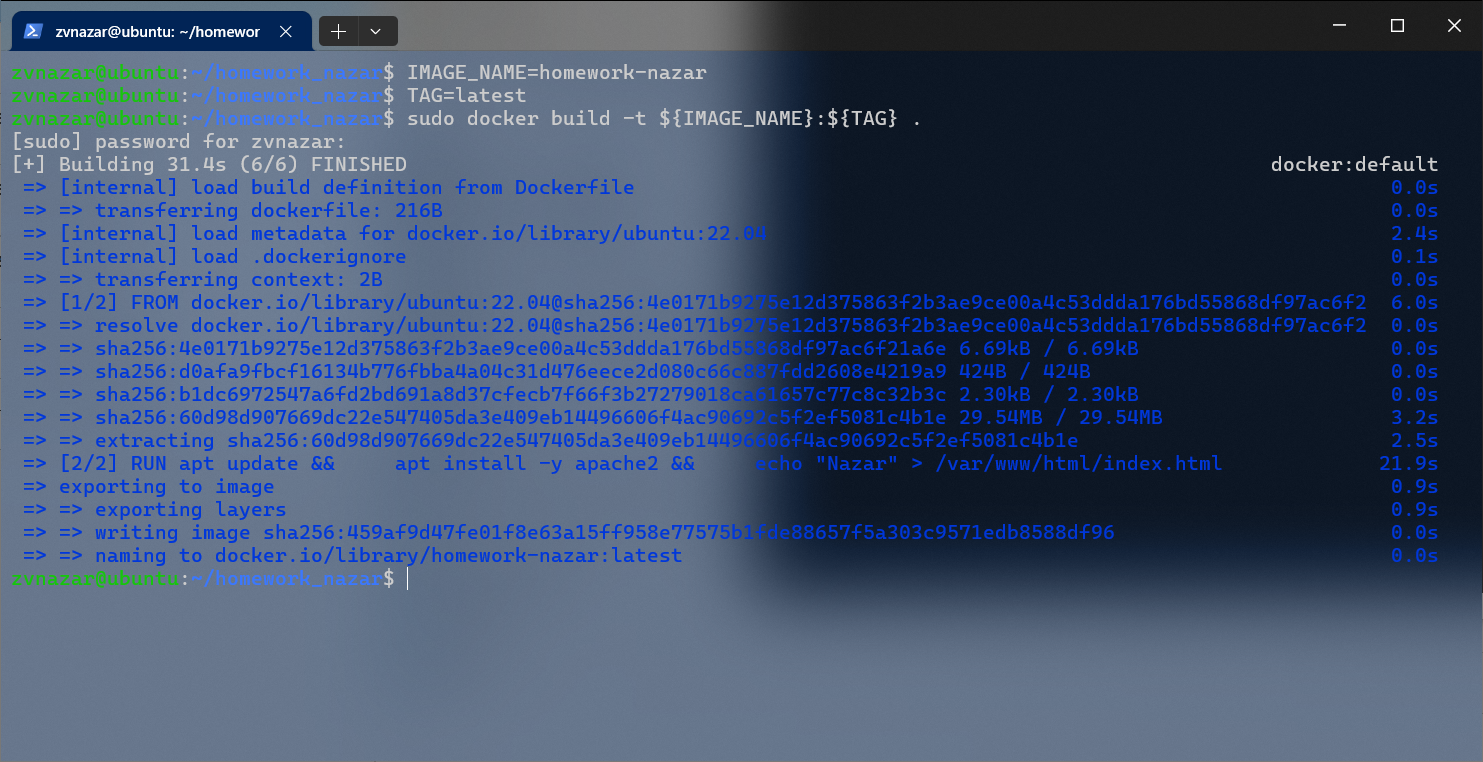 zvnazar@ubuntu: ~/homewor
zvnazar@ubuntu:~/homework_nazar$ IMAGE_NAME=homework-nazar
zvnazar@ubuntu:~/homework_nazar$ TAG=latest
zvnazar@ubuntu:~/homework_nazar$ sudo docker build -t ${IMAGE_NAME}:${TAG} .
[sudo] password for zvnazar:
[+] Building 31.4s (6/6) FINISHED docker:default
=> [internal] load build definition from Dockerfile 0.0s
=> => transferring dockerfile: 216B 0.0s
=> [internal] load metadata for docker.io/library/ubuntu:22.04 2.4s
=> [internal] load .dockerignore 0.1s
=> => transferring context: 2B 0.0s
=> [1/2] FROM docker.io/library/ubuntu:22.04@sha256:4e0171b9275e12d375863f2b3ae9ce00a4c53ddda176bd55868df97ac6f2 6.0s
=> => resolve docker.io/library/ubuntu:22.04@sha256:4e0171b9275e12d375863f2b3ae9ce00a4c53ddda176bd55868df97ac6f2 0.0s
=> => sha256:4e0171b9275e12d375863f2b3ae9ce00a4c53ddda176bd55868df97ac6f21a6e 6.69kB / 6.69kB 0.0s
=> => sha256:d0afa9fbcf16134b776fbba4a04c31d476eece2d080c66c887fdd2608e4219a9 424B / 424B 0.0s
=> => sha256:b1dc6972547a6fd2bd691a8d37cfecb7f66f3b27279018ca61657c77c8c32b3c 2.30kB / 2.30kB 0.0s
=> => sha256:60d98d907669dc22e547405da3e409eb14496606f4ac90692c5f2ef5081c4b1e 29.54MB / 29.54MB 3.2s
=> => extracting sha256:60d98d907669dc22e547405da3e409eb14496606f4ac90692c5f2ef5081c4b1e 2.5s
=> [2/2] RUN apt update &&     apt install -y apache2 &&     echo "Nazar" > /var/www/html/index.html 21.9s
=> exporting to image 0.9s
=> => exporting layers 0.9s
=> => writing image sha256:459af9d47fe01f8e63a15ff958e77575b1fde88657f5a303c9571edb8588df96 0.0s
=> => naming to docker.io/library/homework-nazar:latest 0.0s
zvnazar@ubuntu:~/homework_nazar$